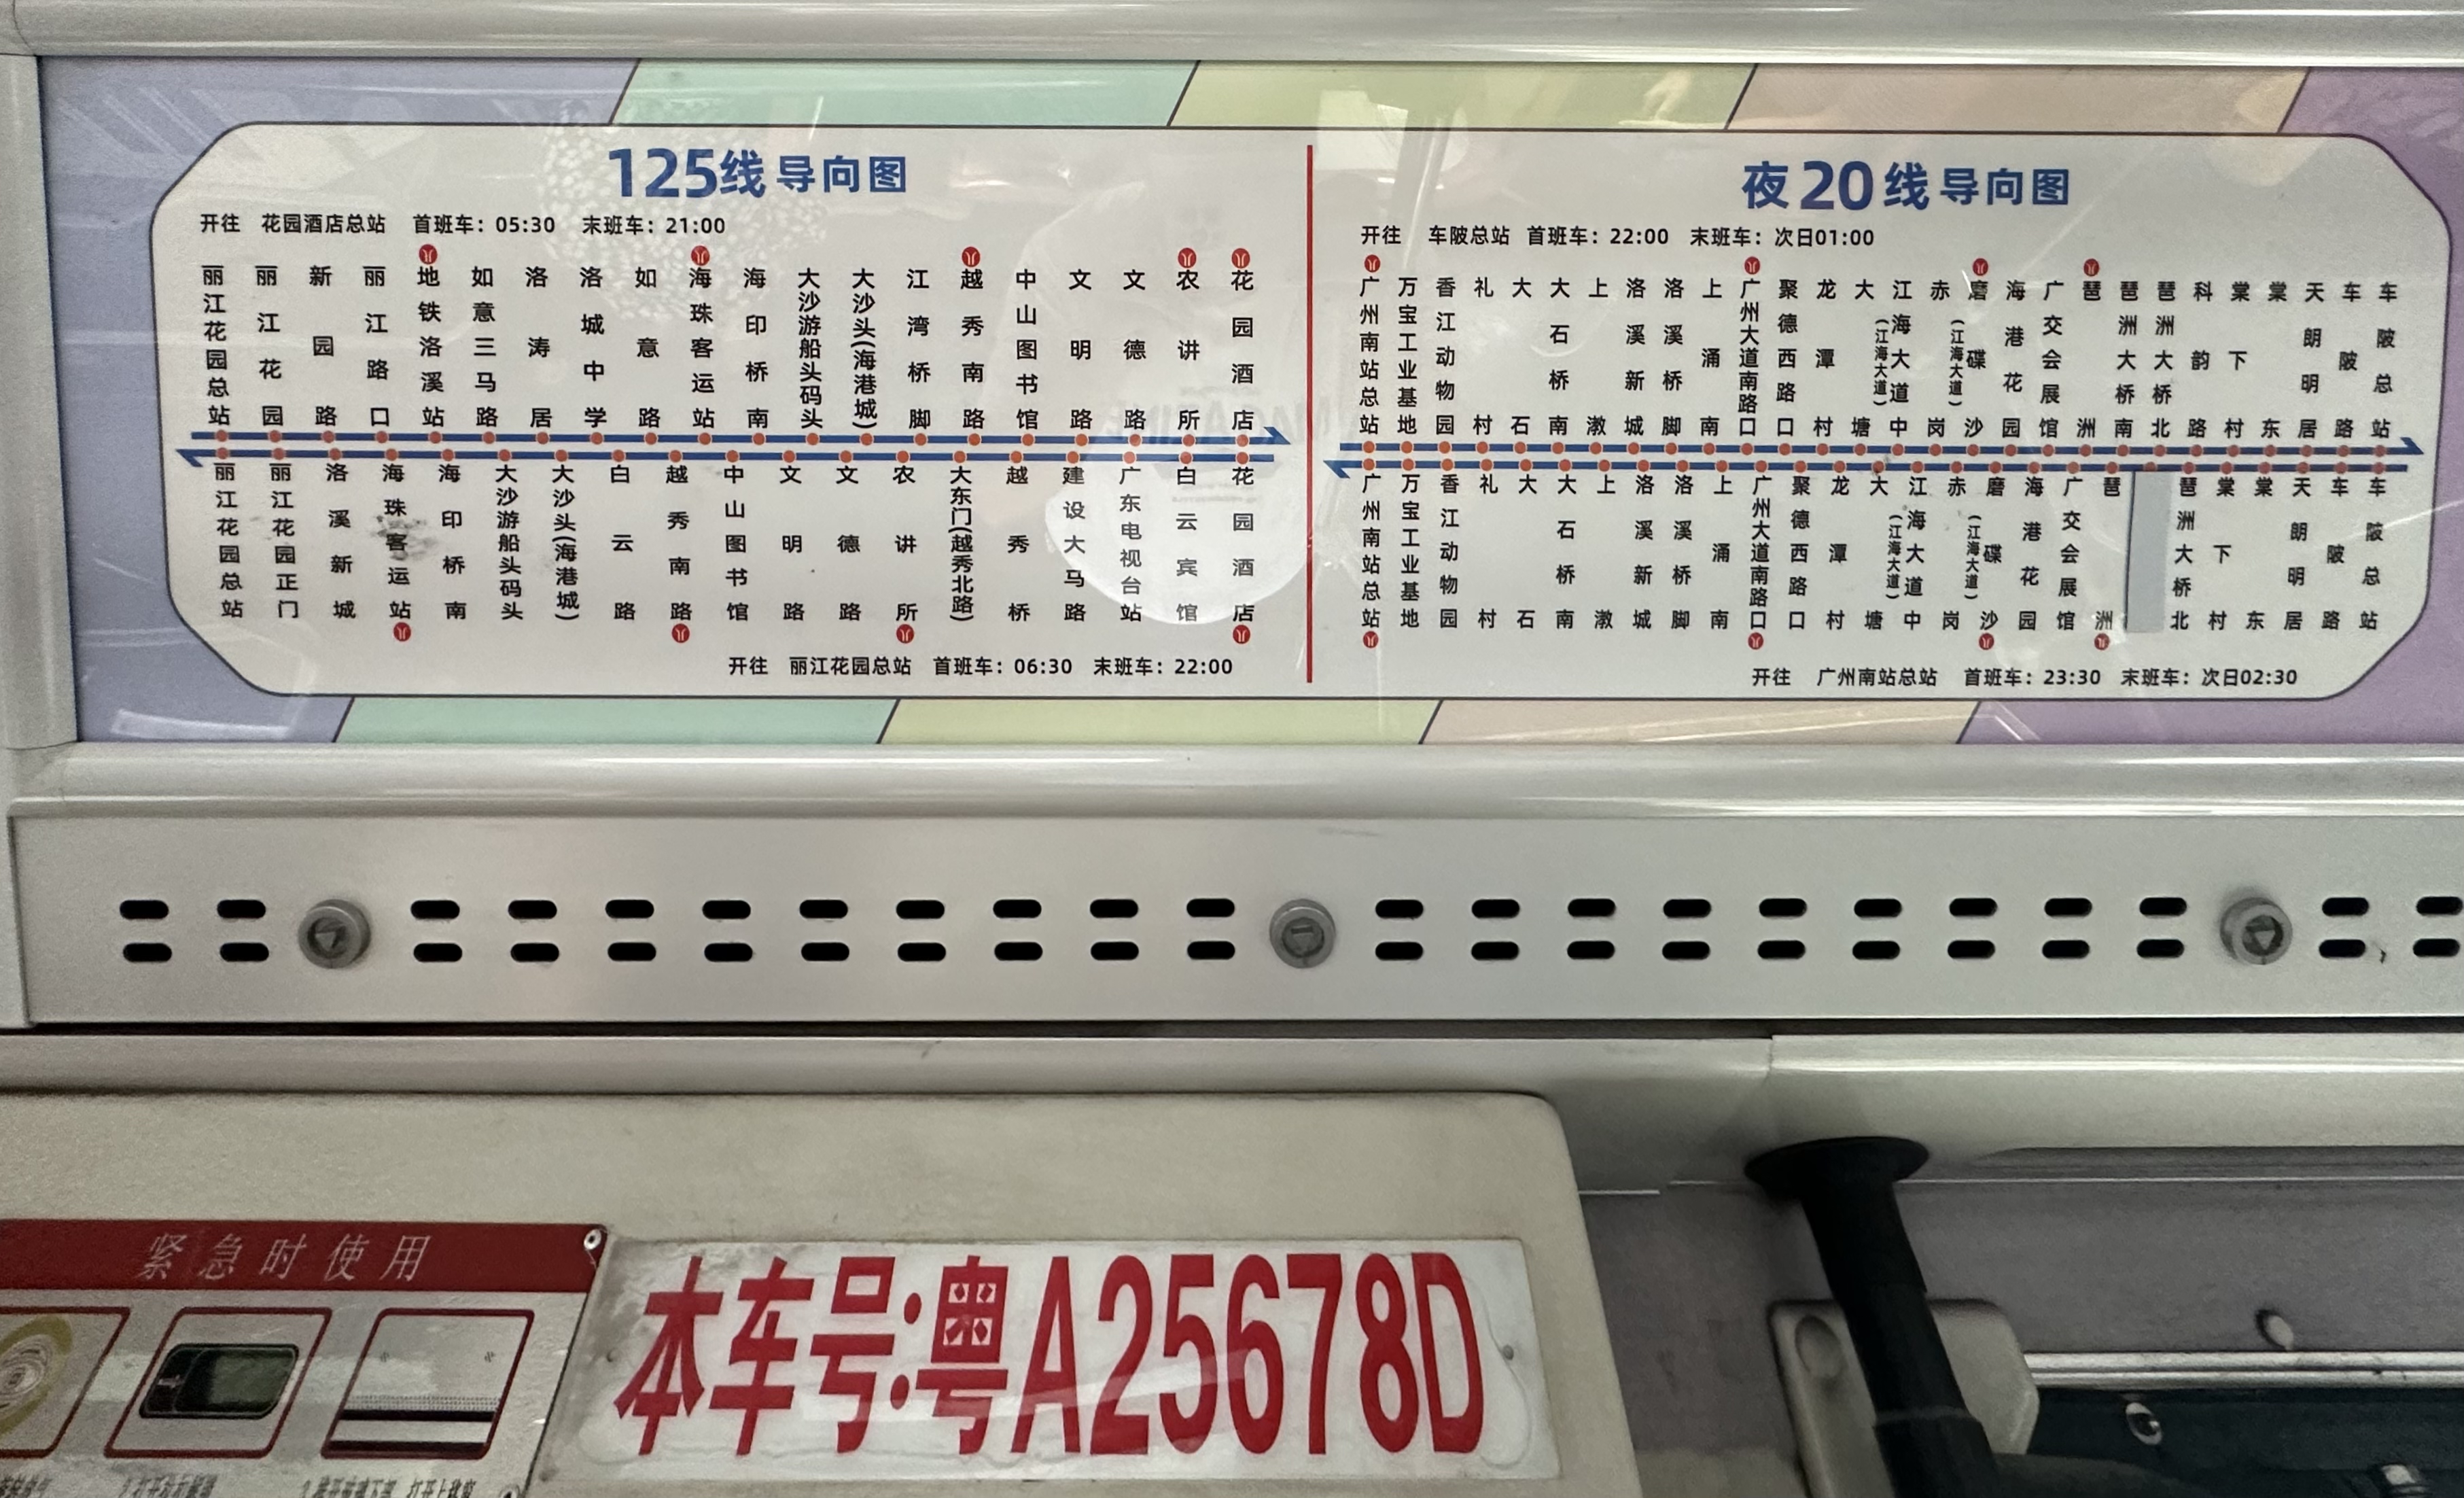 125线导向图
开往 花园酒店总站 首班车：05:30 末班车：21:00
丽江花园总站
丽江花园
新园路
丽江路口
地铁洛溪站
如意三马路
洛涛居
洛城中学
如意路
海珠客运站
海印桥南
大沙游船头码头
大沙头(海港城)
江湾桥脚
越秀南路
中山图书馆
文明路
文德路
农讲所
花园酒店
丽江花园总站
丽江花园正门
洛溪新城
海珠客运站
海印桥南
大沙游船头码头
大沙头(海港城)
白云路
越秀南路
中山图书馆
文明路
文德路
农讲所
大东门(越秀北路)
越秀桥
建设大马路
广东电视台站
白云宾馆
花园酒店
开往 丽江花园总站 首班车：06:30 末班车：22:00
夜20线导向图
开往 车陂总站 首班车：22:00 末班车：次日01:00
广州南站总站
万宝工业基地
香江动物园
礼村
大石
大石桥南
上漖
洛溪新城
洛溪桥脚
上涌南
广州大道南路口
聚德西路口
龙潭村
大塘
江海大道中(江海大道)
赤岗
磨碟沙(江海大道)
海港花园
广交会展馆
琶洲
琶洲大桥南
琶洲大桥北
科韵路
棠下村
棠东
天朗明居
车陂路
车陂总站
广州南站总站
万宝工业基地
香江动物园
礼村
大石
大石桥南
上漖
洛溪新城
洛溪桥脚
上涌南
广州大道南路口
聚德西路口
龙潭村
大塘
江海大道中(江海大道)
赤岗
磨碟沙(江海大道)
海港花园
广交会展馆
琶洲
琶洲大桥北
棠下村
棠东
天朗明居
车陂路
车陂总站
开往 广州南站总站 首班车：23:30 末班车：次日02:30
紧急时使用
本车号:粤A25678D